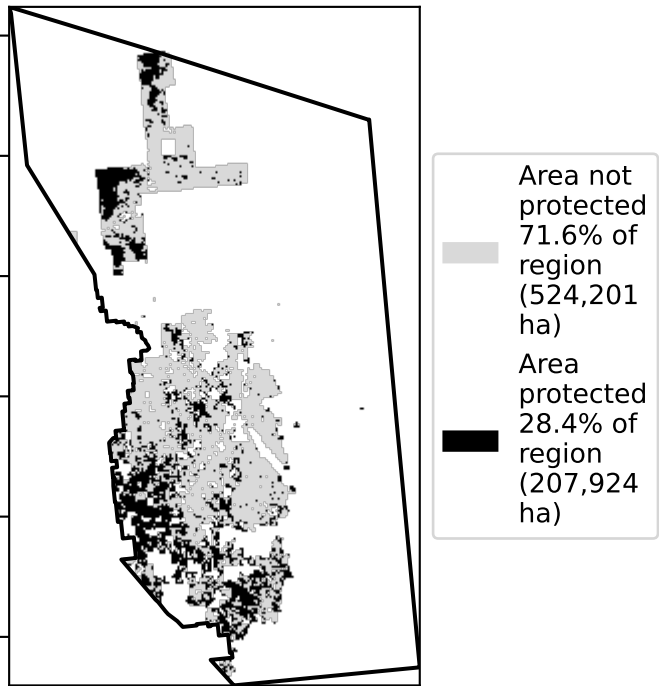 Area not
protected
71.6% of
region
(524,201
ha)
Area
protected
28.4% of
region
(207,924
ha)